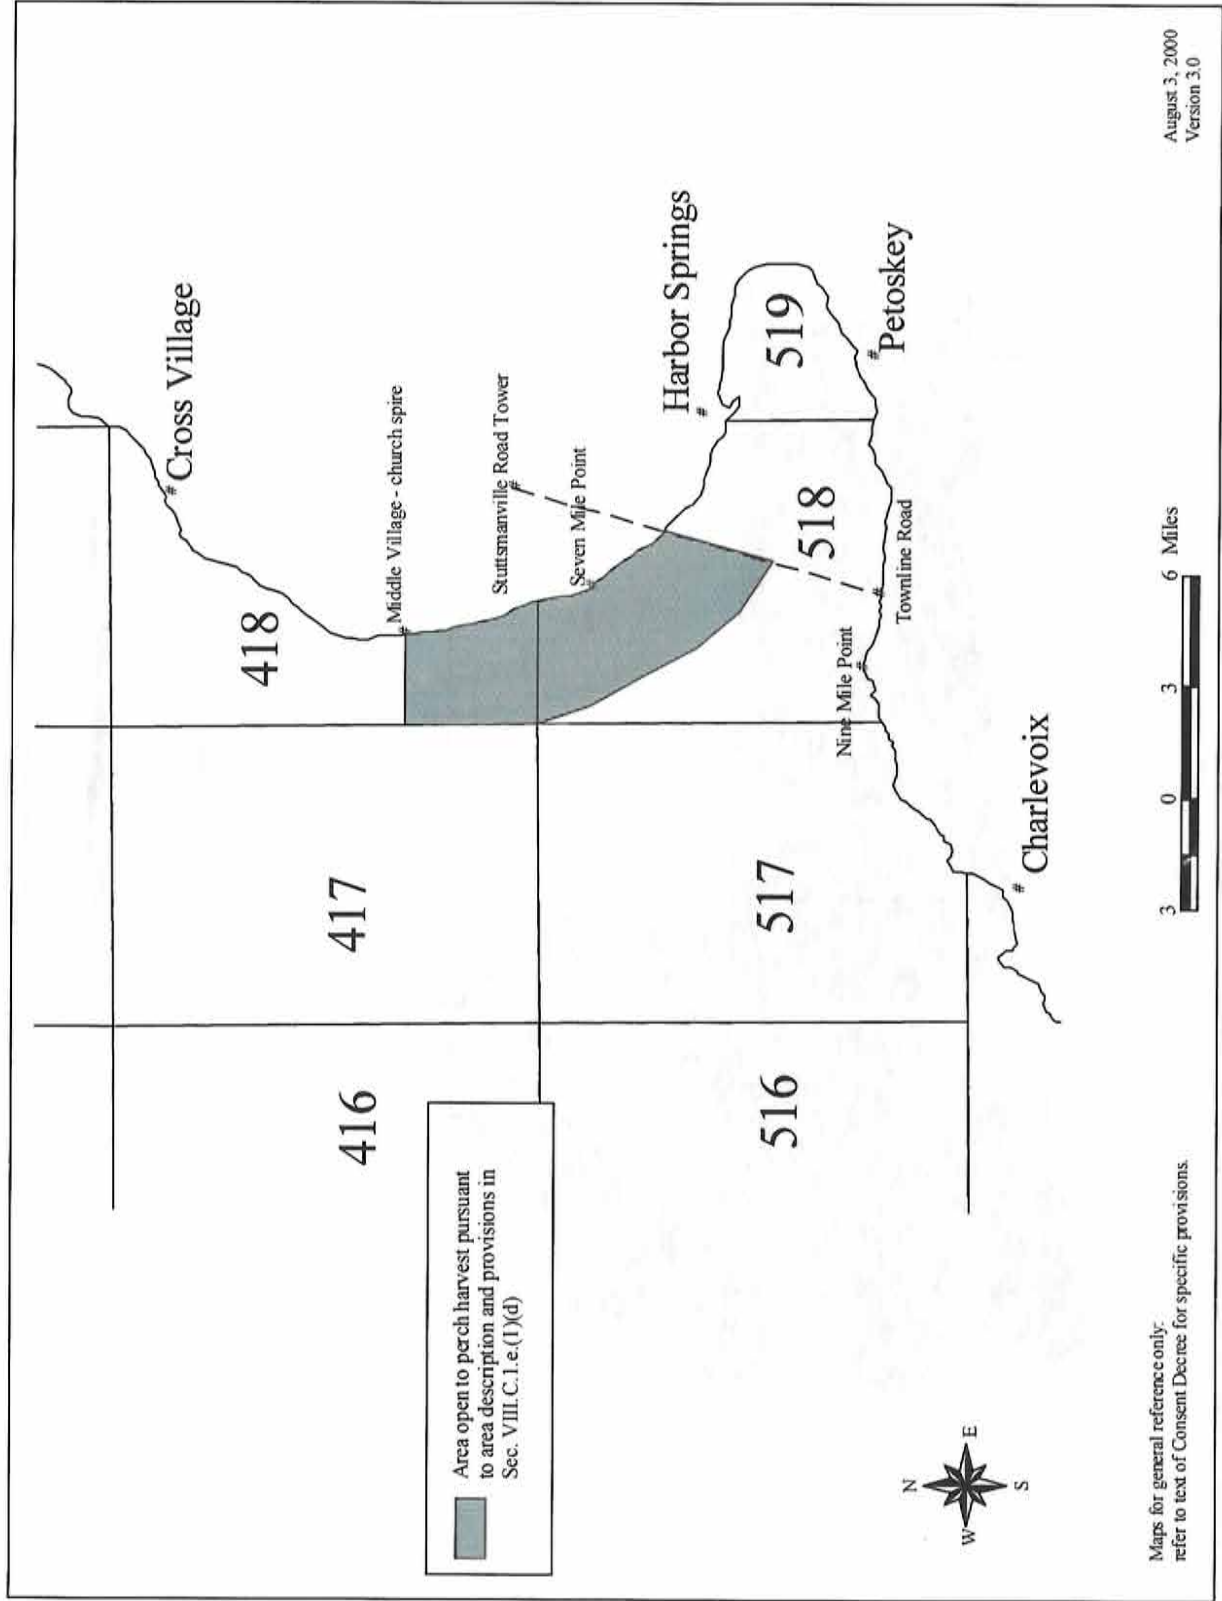 Cross Village
418
Middle Village - church spire
Stuttsmanville Road Tower
Seven Mile Point
Harbor Springs
417
416
519
518
Petoskey
Nine Mile Point
Townline Road
517
516
Charlevoix
Area open to perch harvest pursuant
to area description and provisions in
Sec. VIII.C.1.e.(1)(d)
N
W
E
S
3 0 3 6 Miles
Maps for general reference only:
refer to text of Consent Decree for specific provisions.
August 3, 2000
Version 3.0